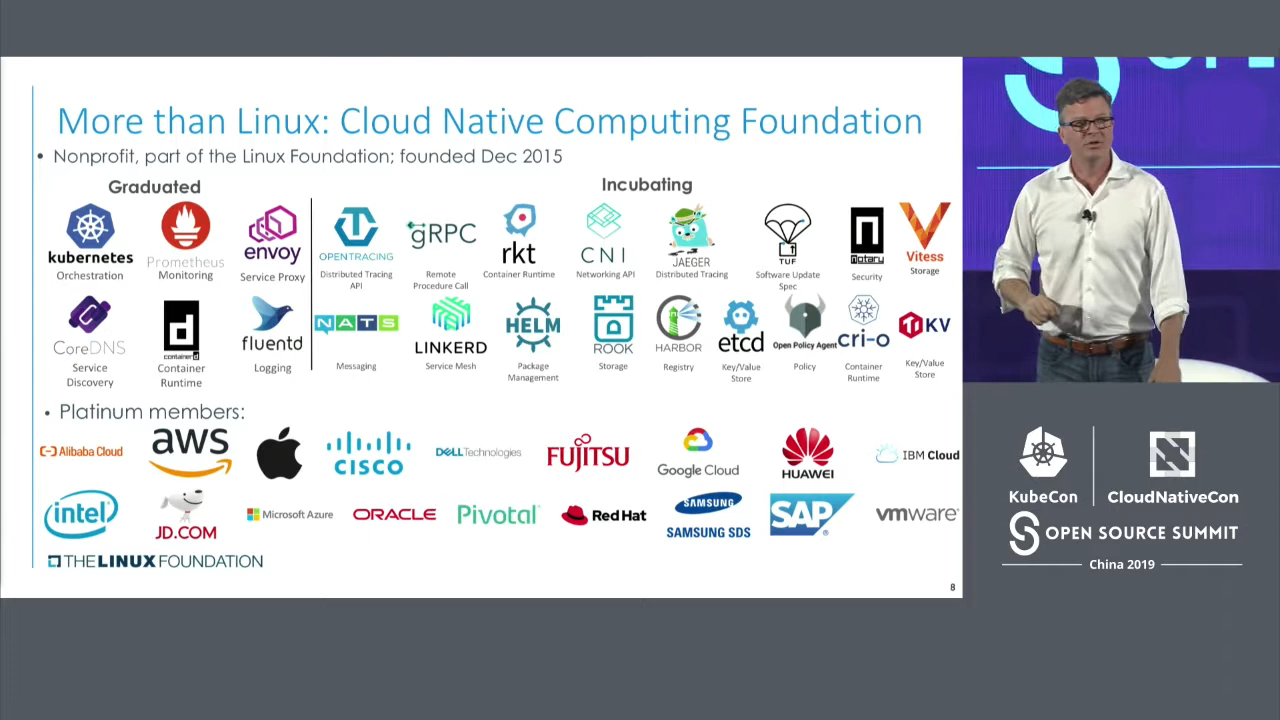 More than Linux: Cloud Native Computing Foundation
• Nonprofit, part of the Linux Foundation; founded Dec 2015
Graduated
Incubating
kubernetes
Orchestration
Prometheus
Monitoring
envoy
Service Proxy
OPENTRACING
Distributed Tracing
API
gRPC
Remote
Procedure Call
rkt
Container Runtime
CNI
Networking API
JAEGER
Distributed Tracing
TUF
Software Update
Spec
n
notary
Security
Vitess
Storage
CoreDNS
Service
Discovery
d
containerd
Container
Runtime
fluentd
Logging
NATS
Messaging
LINKERD
Service Mesh
HELM
Package
Management
ROOK
Storage
HARBOR
Registry
etcd
Key/Value
Store
Open Policy Agent
Policy
cri-o
Container
Runtime
TiKV
Key/Value
Store
• Platinum members:
Alibaba Cloud
aws
CISCO
DELL Technologies
FUJITSU
Google Cloud
HUAWEI
IBM Cloud
intel
JD.COM
Microsoft Azure
ORACLE
Pivotal
Red Hat
SAMSUNG
SAMSUNG SDS
SAP
vmware
THE LINUX FOUNDATION
8
KubeCon
CloudNativeCon
OPEN SOURCE SUMMIT
China 2019